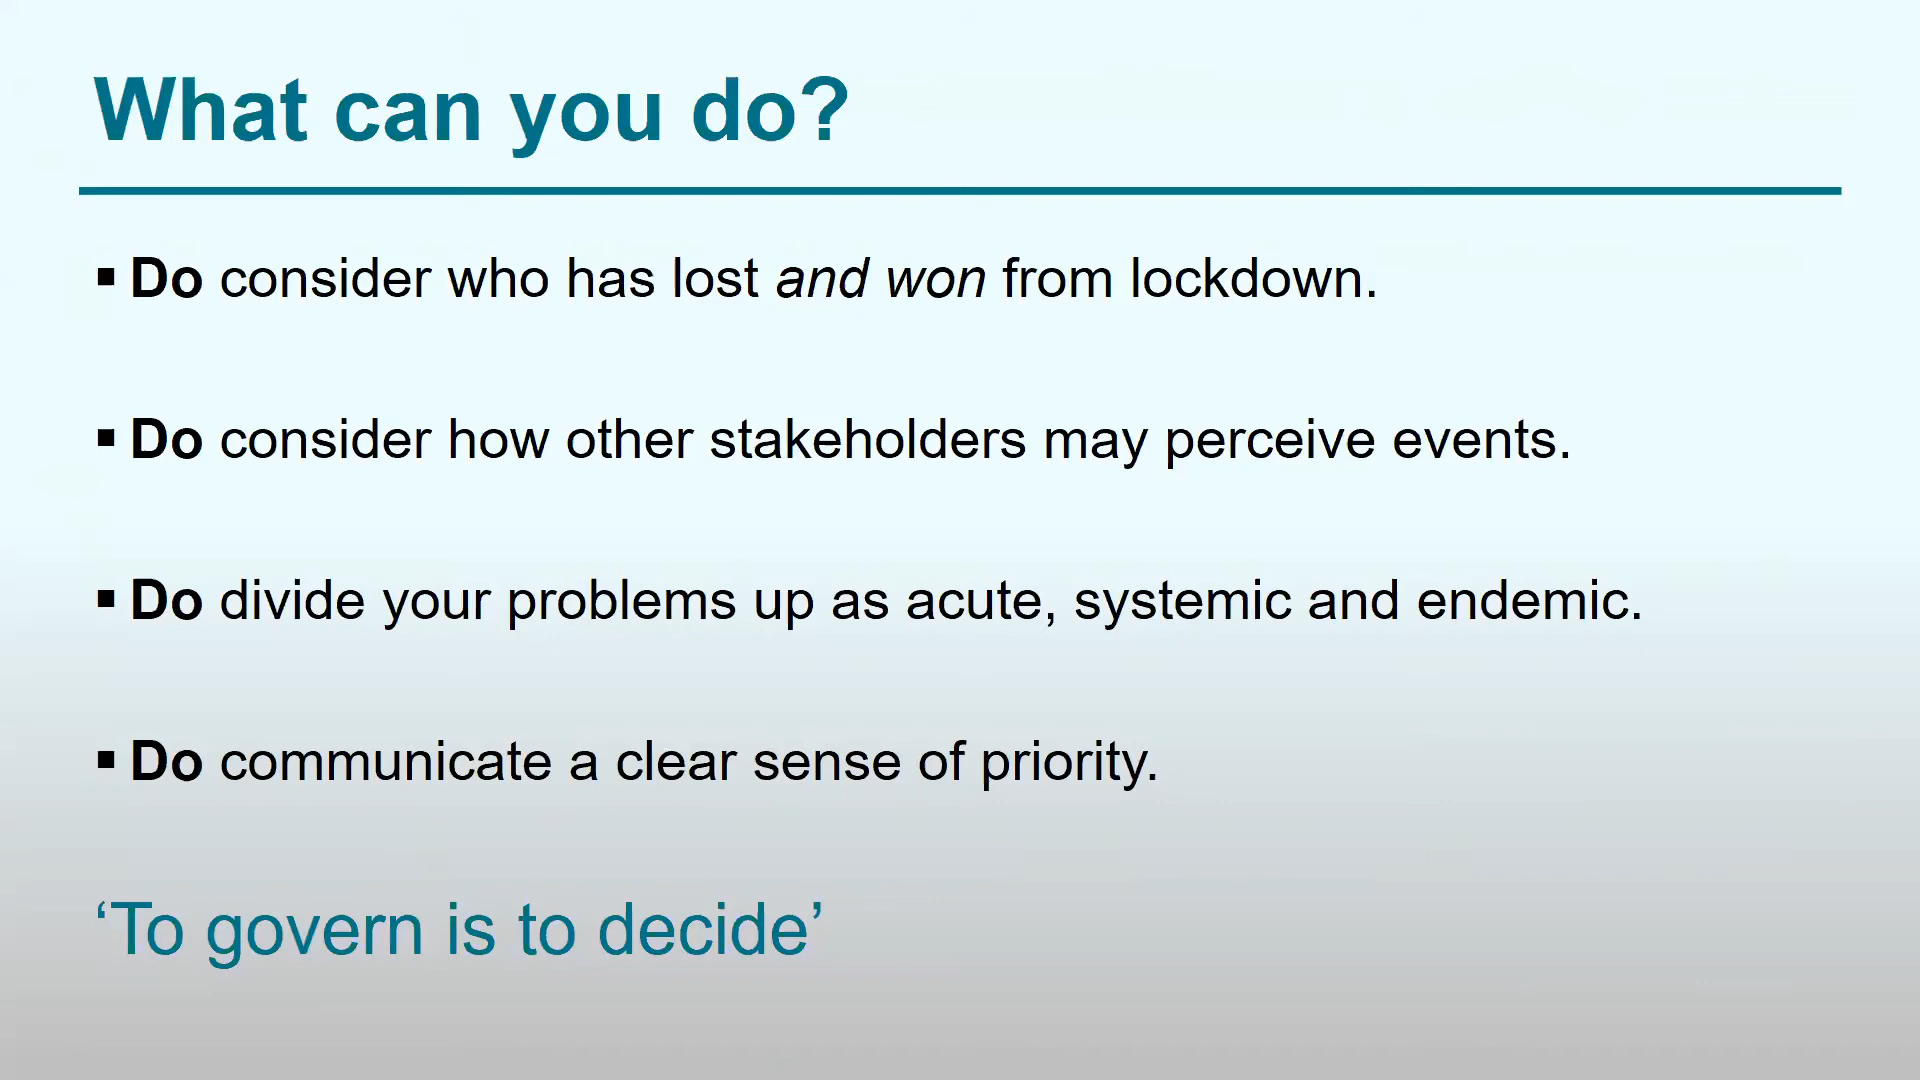 What can you do?
▪ Do consider who has lost and won from lockdown.
▪ Do consider how other stakeholders may perceive events.
▪ Do divide your problems up as acute, systemic and endemic.
▪ Do communicate a clear sense of priority.
‘To govern is to decide’